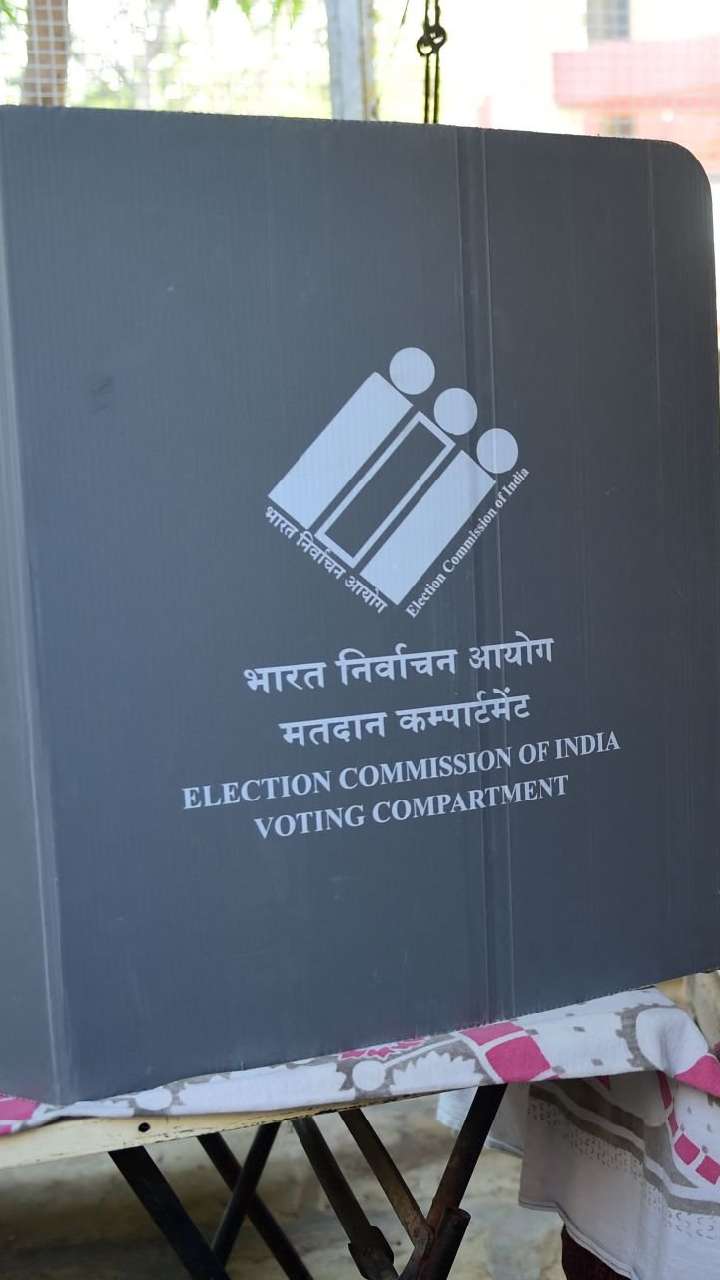 भारत निर्वाचन आयोग
Election Commission of India
भारत निर्वाचन आयोग
मतदान कम्पार्टमेंट
ELECTION COMMISSION OF INDIA
VOTING COMPARTMENT